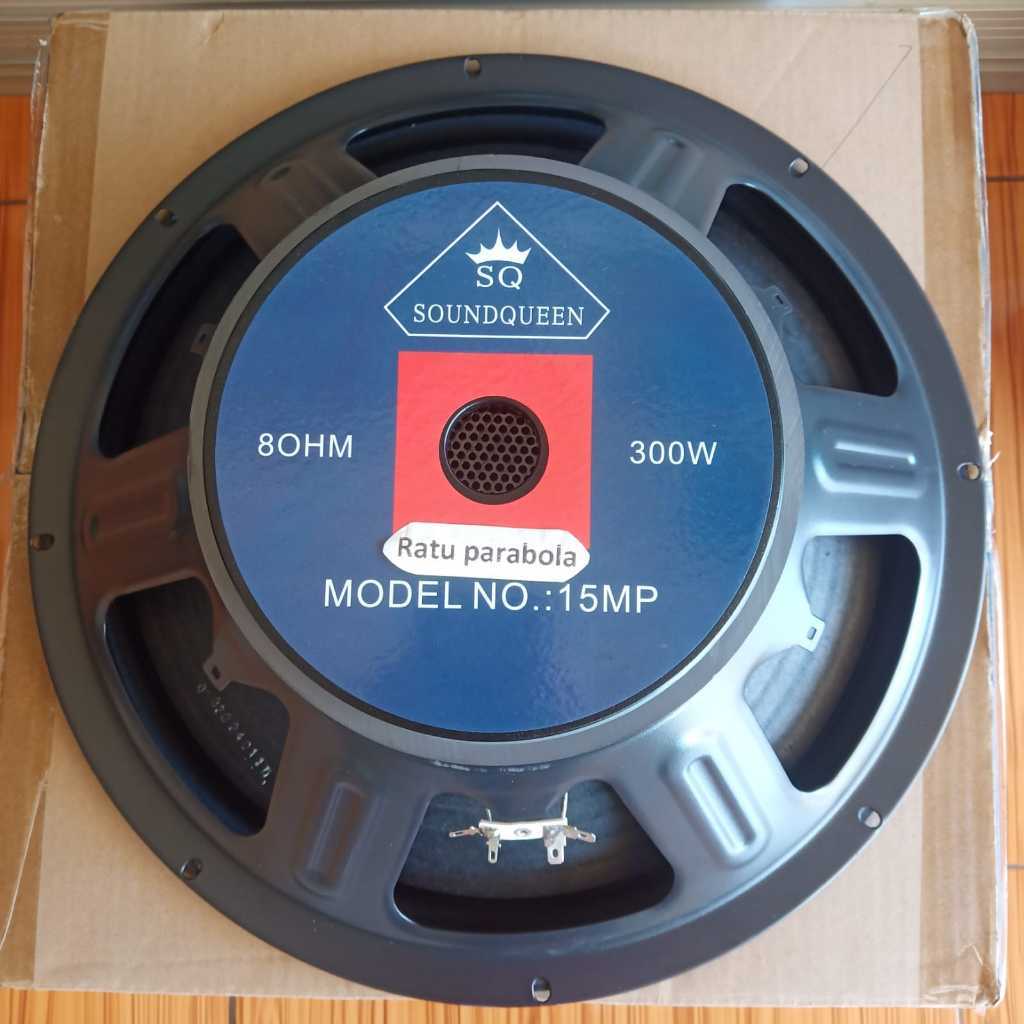 SQ
SOUNDQUEEN
8OHM
300W
Ratu parabola
MODEL NO.:15MP